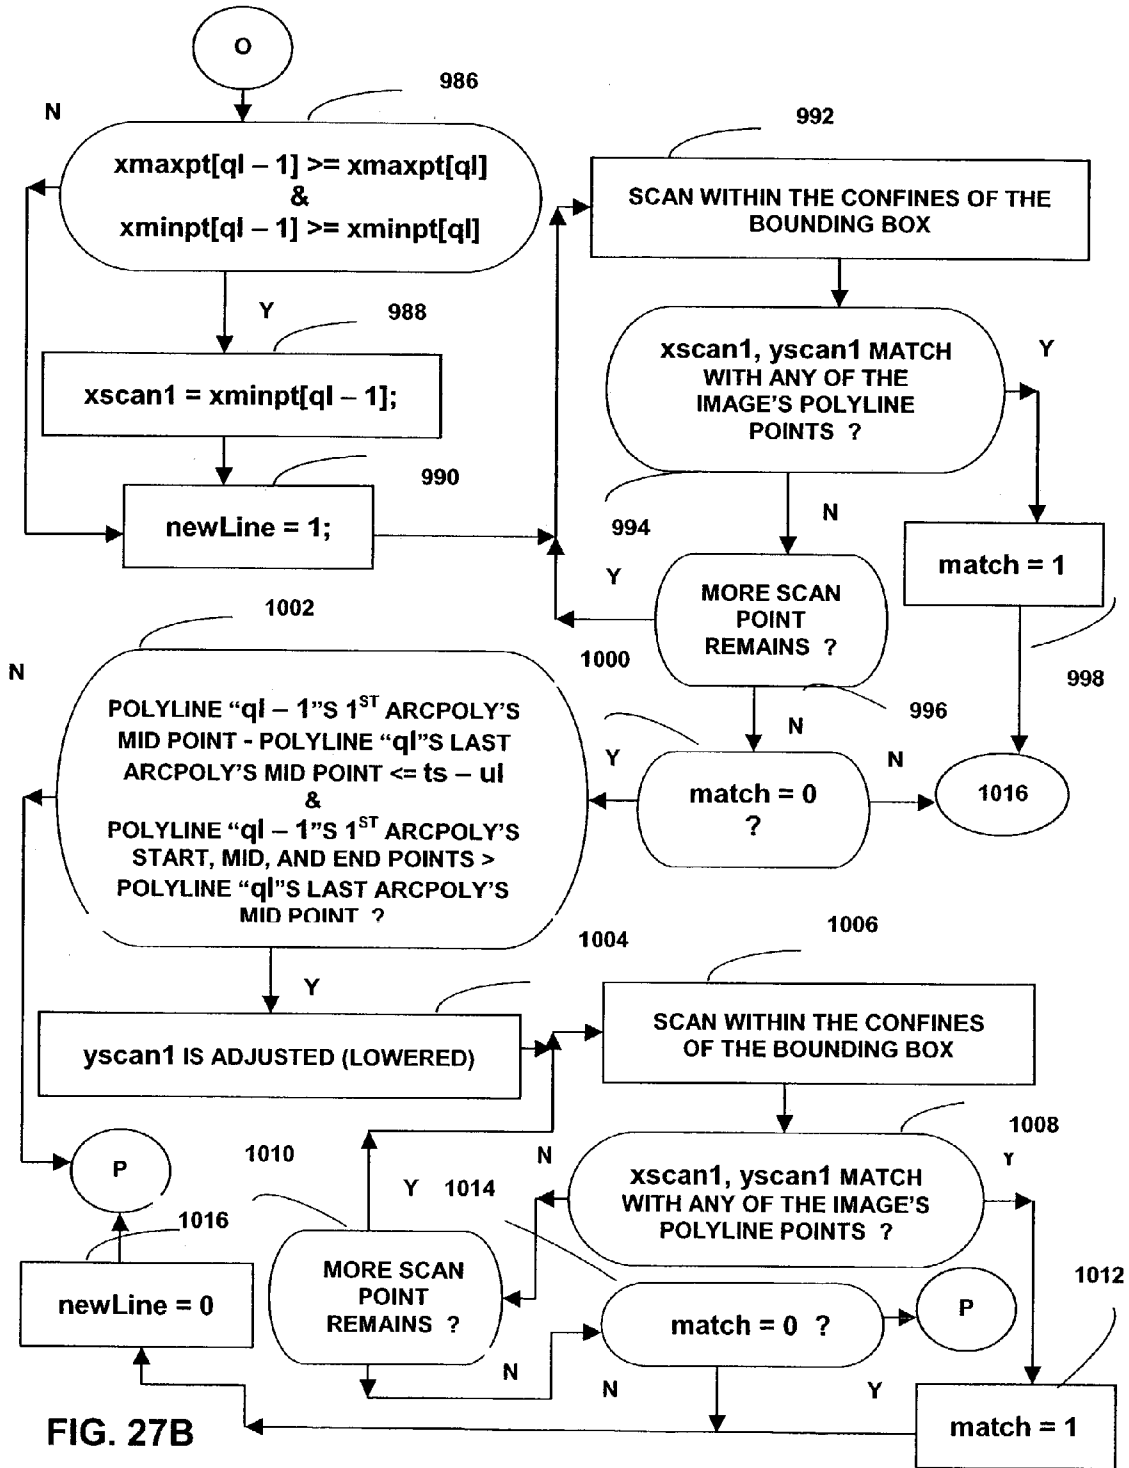 O
986
N
xmaxpt[ql – 1] >= xmaxpt[ql]
&
xminpt[ql – 1] >= xminpt[ql]
Y
988
xscan1 = xminpt[ql – 1];
990
newLine = 1;
992
SCAN WITHIN THE CONFINES OF THE
BOUNDING BOX
xscan1, yscan1 MATCH
WITH ANY OF THE
IMAGE'S POLYLINE
POINTS ?
Y
994
N
match = 1
998
Y
MORE SCAN
POINT
REMAINS ?
996
N
1000
Y
match = 0
?
N
1016
1002
N
POLYLINE “ql – 1”S 1ST ARCPOLY'S
MID POINT - POLYLINE “ql”S LAST
ARCPOLY'S MID POINT <= ts – ul
&
POLYLINE “ql – 1”S 1ST ARCPOLY'S
START, MID, AND END POINTS >
POLYLINE “ql”S LAST ARCPOLY'S
MID POINT ?
Y
1004
yscan1 IS ADJUSTED (LOWERED)
1006
SCAN WITHIN THE CONFINES
OF THE BOUNDING BOX
1008
N
xscan1, yscan1 MATCH
WITH ANY OF THE IMAGE'S
POLYLINE POINTS ?
Y
1010
Y
1014
MORE SCAN
POINT
REMAINS ?
N
match = 0 ?
N
Y
P
1012
match = 1
P
1016
newLine = 0
FIG. 27B